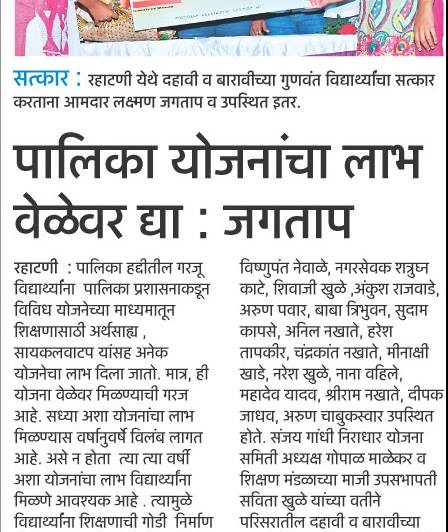 सत्कार : रहाटणी येथे दहावी व बारावीच्या गुणवंत विद्यार्थ्यांचा सत्कार
करताना आमदार लक्ष्मण जगताप व उपस्थित इतर.
पालिका योजनांचा लाभ
वेळेवर द्या : जगताप
रहाटणी : पालिका हद्दीतील गरजू
विद्यार्थ्यांना पालिका प्रशासनाकडून
विविध योजनेच्या माध्यमातून
शिक्षणासाठी अर्थसाह्य ,
सायकलवाटप यांसह अनेक
योजनेचा लाभ दिला जातो. मात्र, ही
योजना वेळेवर मिळण्याची गरज
आहे. सध्या अशा योजनांचा लाभ
मिळण्यास वर्षानुवर्षे विलंब लागत
आहे. असे न होता त्या त्या वर्षी
अशा योजनांचा लाभ विद्यार्थ्यांना
मिळणे आवश्यक आहे . त्यामुळे
विद्यार्थ्यांना शिक्षणाची गोडी निर्माण
विष्णुपंत नेवाळे, नगरसेवक शत्रुघ्न
काटे, शिवाजी खुळे ,अंकुश राजवाडे,
अरुण पवार, बाबा त्रिभुवन, सुदाम
कापसे, अनिल नखाते, हरेश
तापकीर, चंद्रकांत नखाते, मीनाक्षी
खाडे, नरेश खुळे, नाना वहिले,
महादेव यादव, श्रीराम नखाते, दीपक
जाधव, अरुण चाबुकस्वार उपस्थित
होते. संजय गांधी निराधार योजना
समिती अध्यक्ष गोपाळ माळेकर व
शिक्षण मंडळाच्या माजी उपसभापती
सविता खुळे यांच्या वतीने
परिसरातील दहावी व बारावीच्या